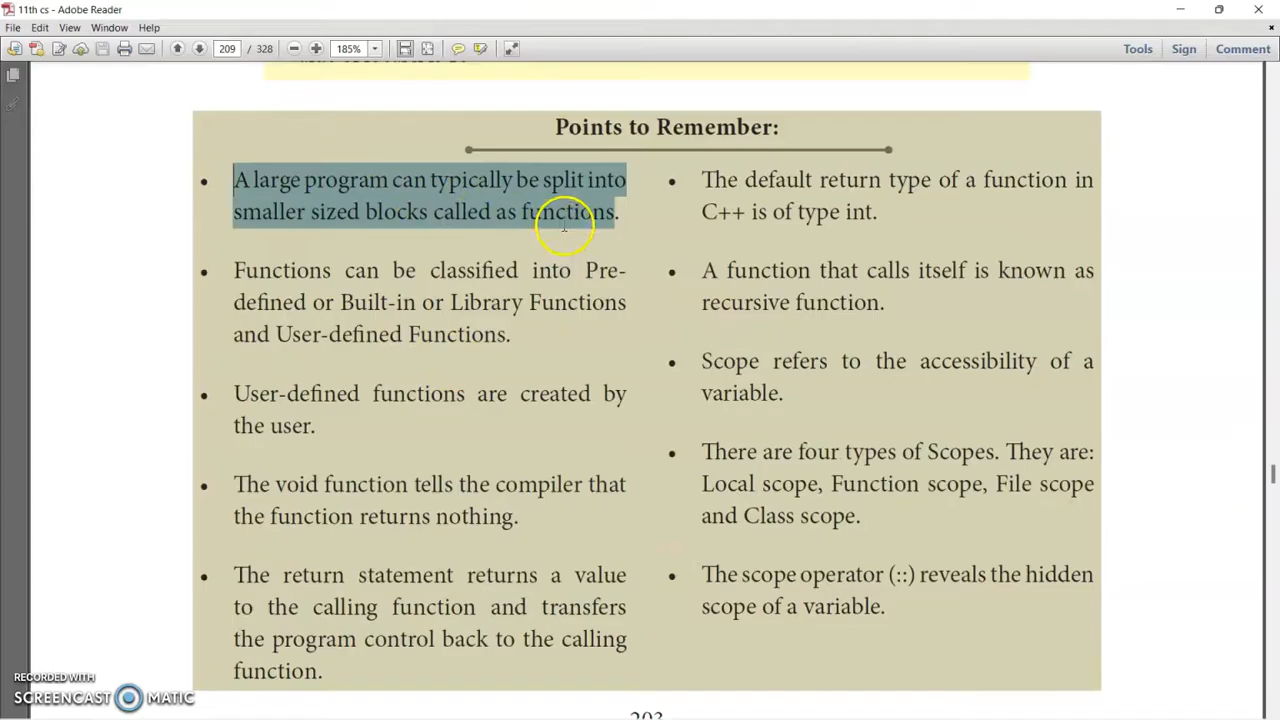 11th cs - Adobe Reader
File Edit View Window Help
209 / 328 185% Tools Sign Comment
Points to Remember:
• A large program can typically be split into
smaller sized blocks called as functions.
• Functions can be classified into Pre-
defined or Built-in or Library Functions
and User-defined Functions.
• User-defined functions are created by
the user.
• The void function tells the compiler that
the function returns nothing.
• The return statement returns a value
to the calling function and transfers
the program control back to the calling
function.
• The default return type of a function in
C++ is of type int.
• A function that calls itself is known as
recursive function.
• Scope refers to the accessibility of a
variable.
• There are four types of Scopes. They are:
Local scope, Function scope, File scope
and Class scope.
• The scope operator (::) reveals the hidden
scope of a variable.
203
RECORDED WITH
SCREENCAST MATIC